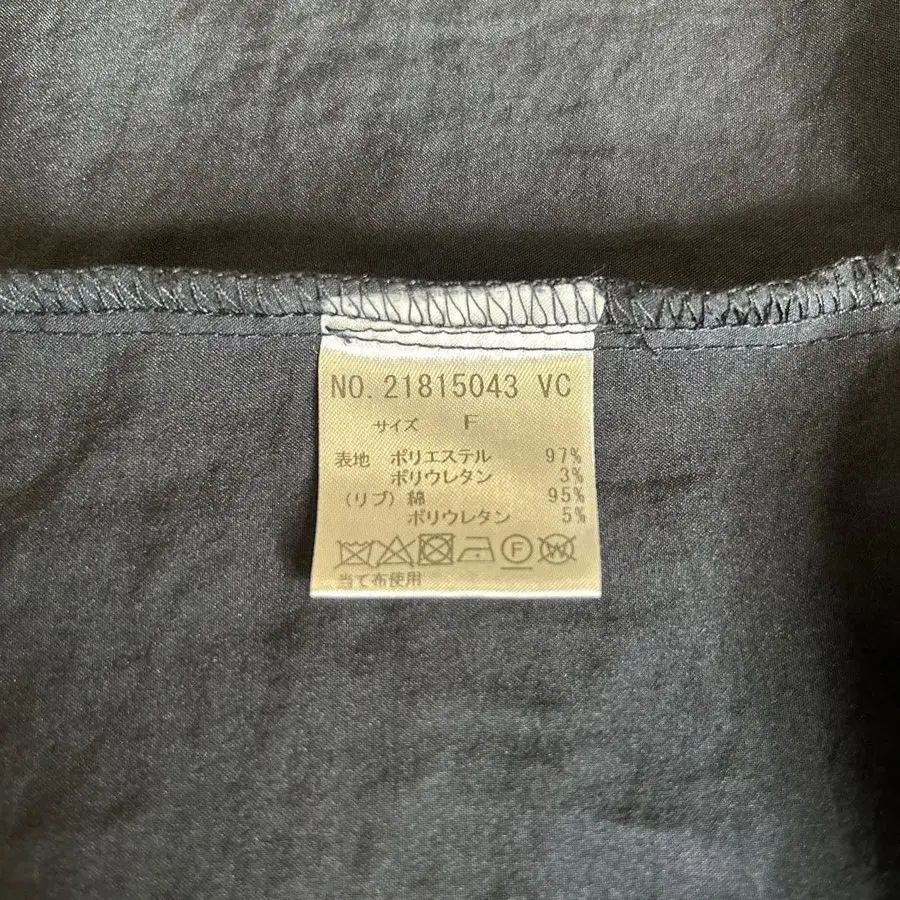 NO. 21815043 VC
サイズ F
表地 ポリエステル 97%
ポリウレタン 3%
(リブ) 綿 95%
ポリウレタン 5%
F W
当て布使用